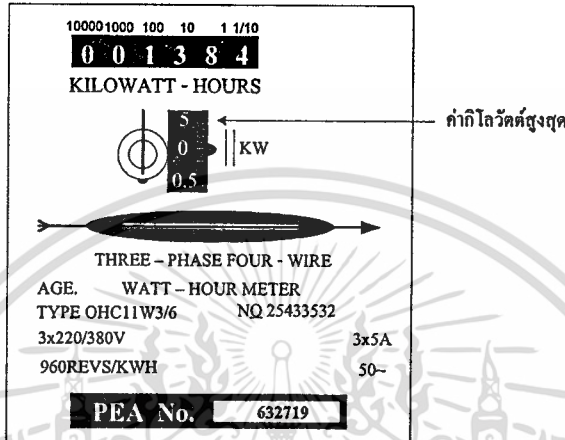 10000 1000 100 10 1 1/10
0 0 1 3 8 4
KILOWATT - HOURS
5
ค่ากิโลวัตต์สูงสุด
0
KW
0.5
THREE – PHASE FOUR - WIRE
AGE. WATT – HOUR METER
TYPE OHC11W3/6 NQ 25433532
3x220/380V 3x5A
960REVS/KWH 50~
PEA No. 632719